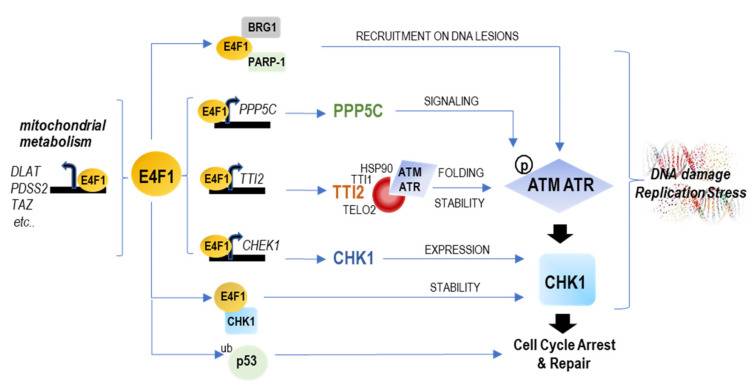 BRG1
E4F1
PARP-1
RECRUITMENT ON DNA LESIONS
mitochondrial
metabolism
DLAT
PDSS2
TAZ
etc..
E4F1
E4F1
E4F1
PPP5C
PPP5C
SIGNALING
E4F1
TTI2
TTI2
HSP90
TTI1
TELO2
ATM
ATR
FOLDING
STABILITY
E4F1
CHEK1
CHK1
EXPRESSION
E4F1
CHK1
STABILITY
ub
p53
p
ATM ATR
CHK1
Cell Cycle Arrest
& Repair
DNA damage
Replication Stress